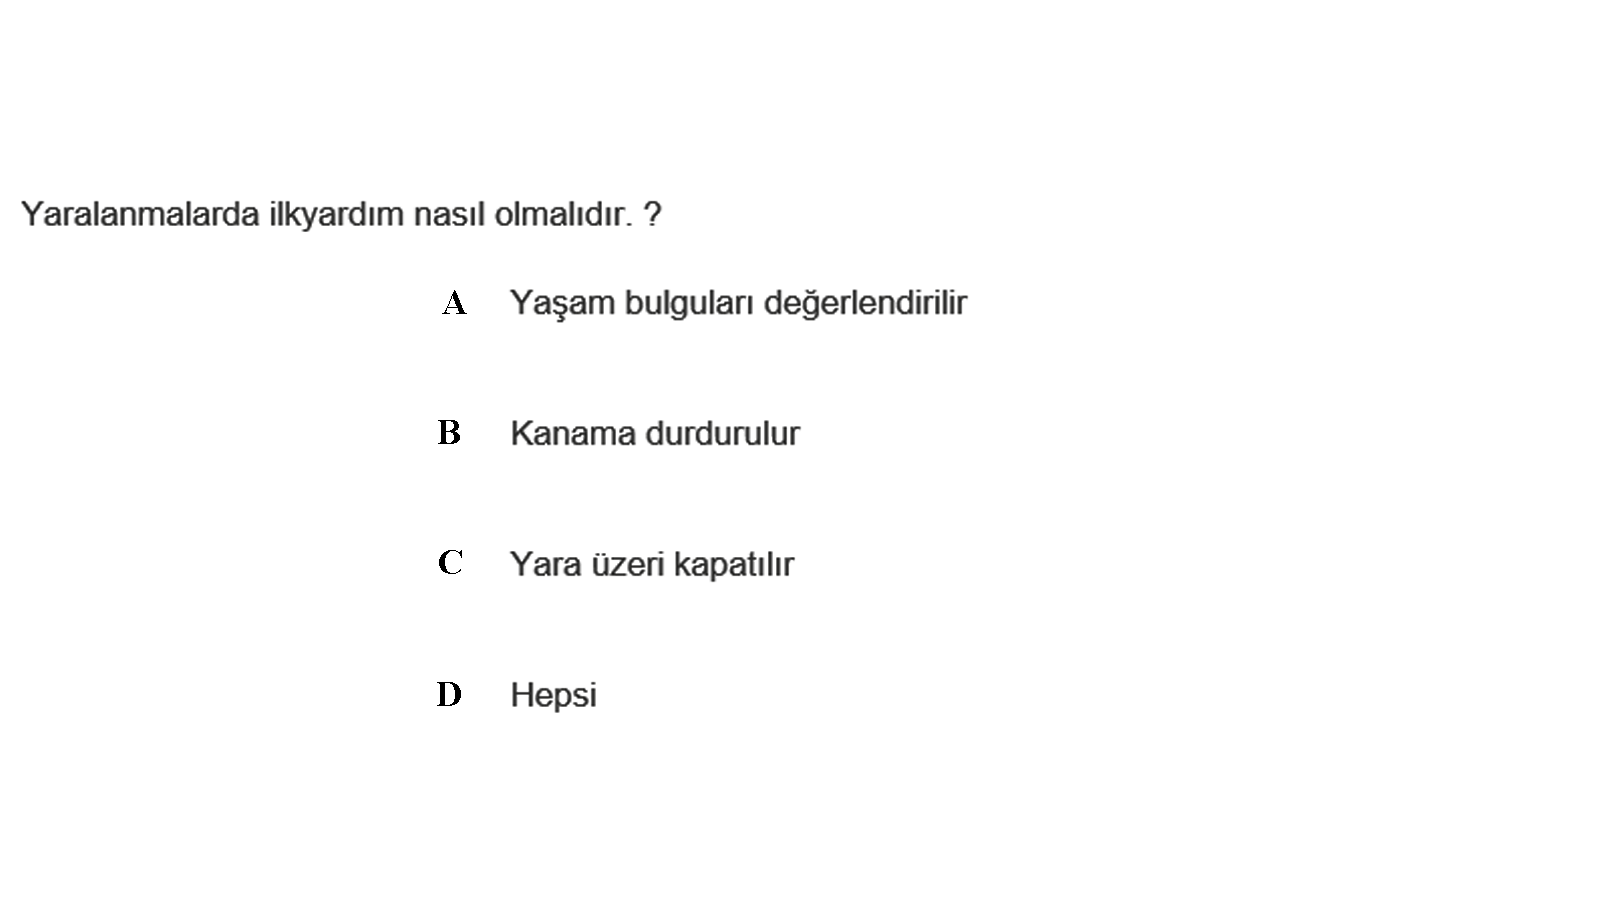 Yaralanmalarda ilkyardım nasıl olmalıdır. ?
A Yaşam bulguları değerlendirilir
B Kanama durdurulur
C Yara üzeri kapatılır
D Hepsi